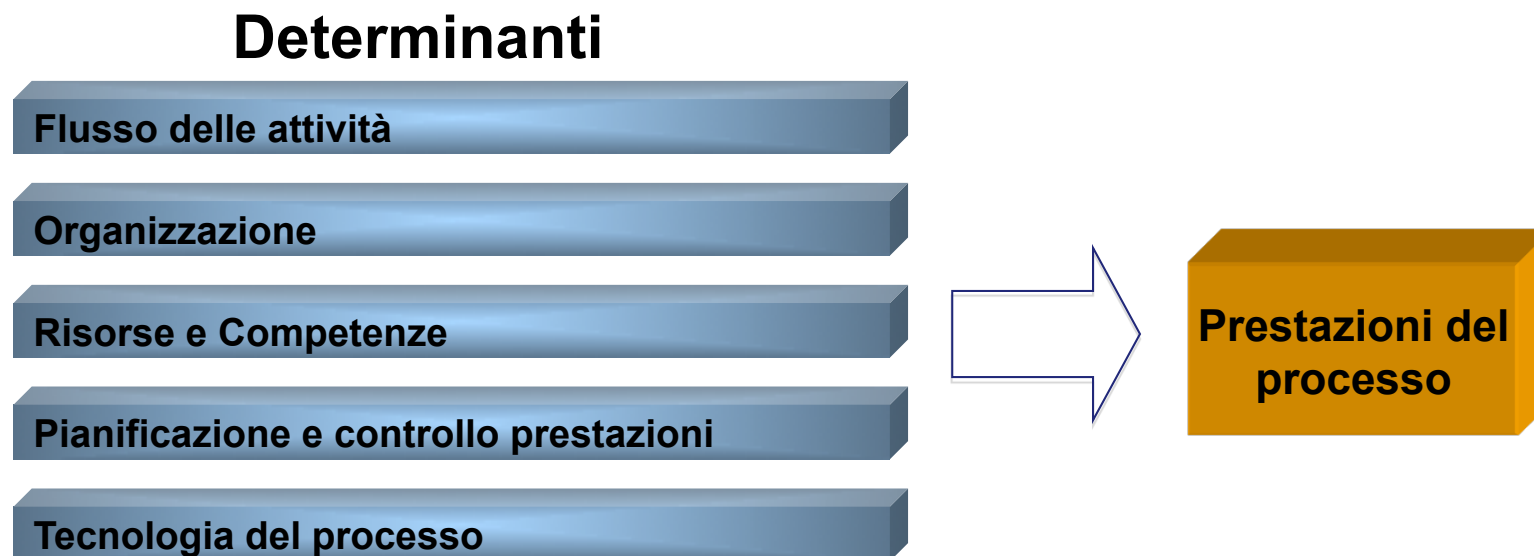 Determinanti
Flusso delle attività
Organizzazione
Risorse e Competenze
Pianificazione e controllo prestazioni
Tecnologia del processo
Prestazioni del
processo